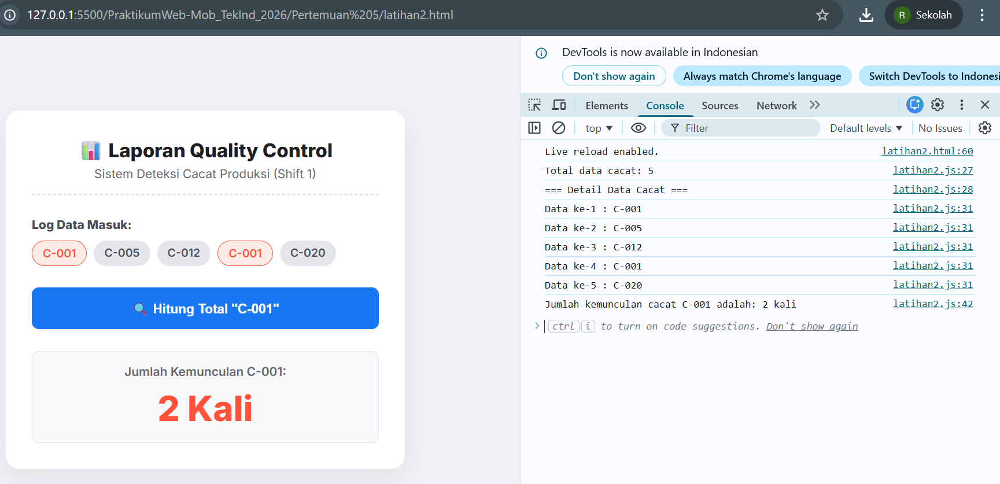 127.0.0.1:5500/PraktikumWeb-Mob_TekInd_2026/Pertemuan%205/latihan2.html
R Sekolah
Laporan Quality Control
Sistem Deteksi Cacat Produksi (Shift 1)
Log Data Masuk:
C-001 C-005 C-012 C-001 C-020
Hitung Total "C-001"
Jumlah Kemunculan C-001:
2 Kali
DevTools is now available in Indonesian
Don't show again Always match Chrome's language Switch DevTools to Indonesi
Elements Console Sources Network
top Filter Default levels No Issues
Live reload enabled. latihan2.html:60
Total data cacat: 5 latihan2.js:27
=== Detail Data Cacat === latihan2.js:28
Data ke-1 : C-001 latihan2.js:31
Data ke-2 : C-005 latihan2.js:31
Data ke-3 : C-012 latihan2.js:31
Data ke-4 : C-001 latihan2.js:31
Data ke-5 : C-020 latihan2.js:31
Jumlah kemunculan cacat C-001 adalah: 2 kali latihan2.js:42
ctrl i to turn on code suggestions. Don't show again